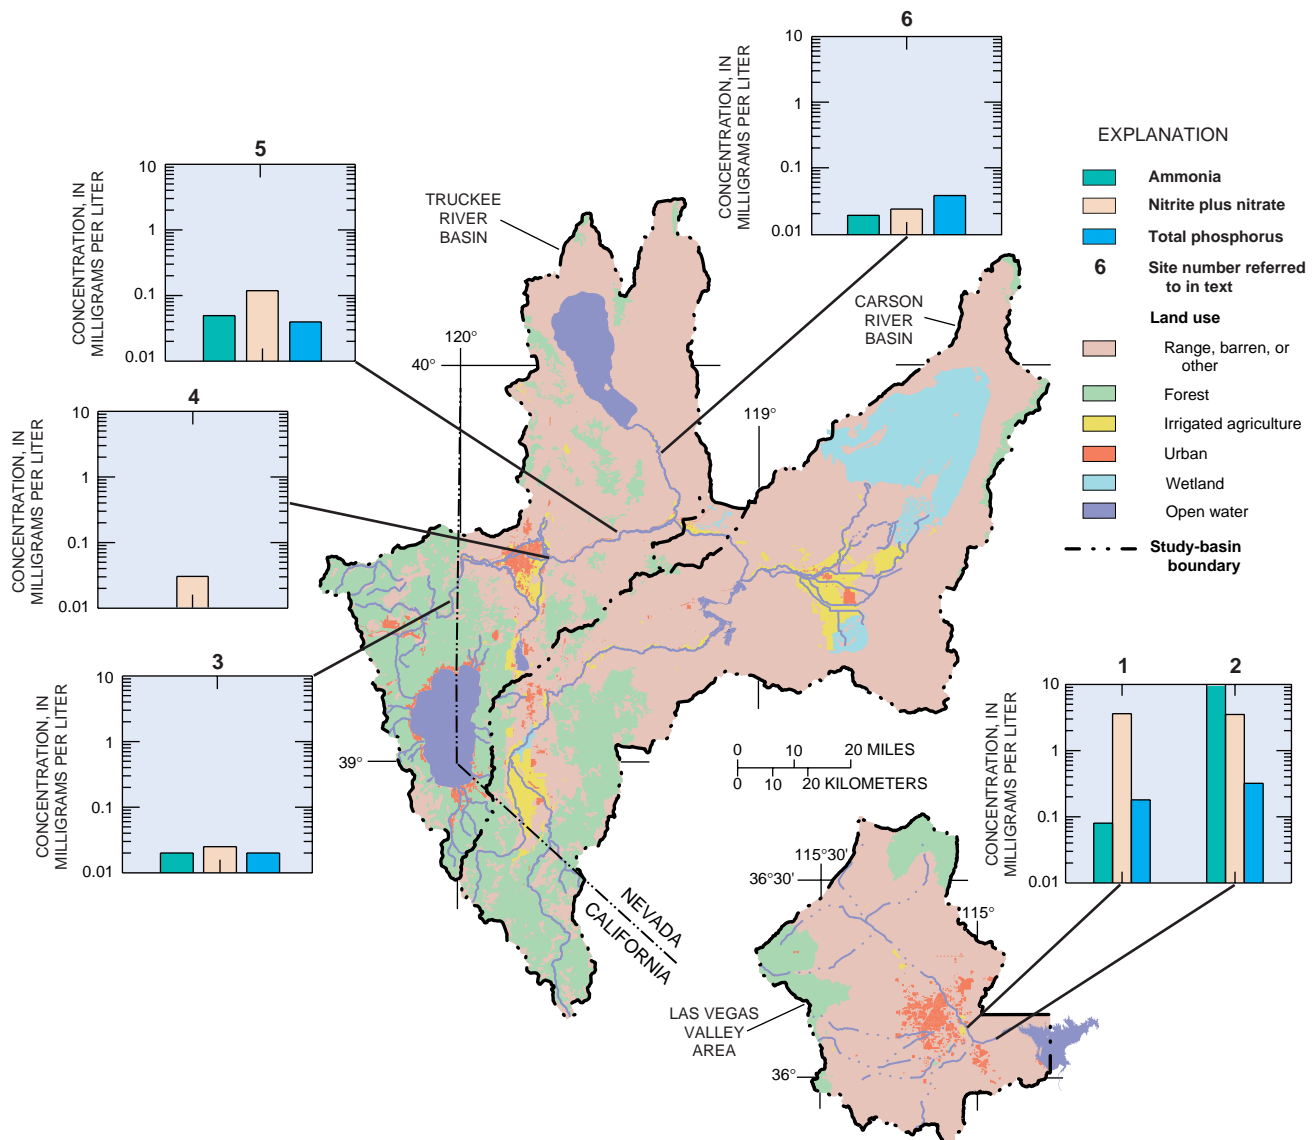 6
CONCENTRATION, IN
MILLIGRAMS PER LITER
10
1
0.1
0.01
EXPLANATION
Ammonia
Nitrite plus nitrate
Total phosphorus
6 Site number referred
to in text
Land use
Range, barren, or
other
Forest
Irrigated agriculture
Urban
Wetland
Open water
Study-basin
boundary
5
CONCENTRATION, IN
MILLIGRAMS PER LITER
10
1
0.1
0.01
TRUCKEE
RIVER
BASIN
CARSON
RIVER
BASIN
120°
40°
119°
4
CONCENTRATION, IN
MILLIGRAMS PER LITER
10
1
0.1
0.01
3
CONCENTRATION, IN
MILLIGRAMS PER LITER
10
1
0.1
0.01
39°
0 10 20 MILES
0 10 20 KILOMETERS
NEVADA
CALIFORNIA
1 2
CONCENTRATION, IN
MILLIGRAMS PER LITER
10
1
0.1
0.01
115°30'
36°30'
115°
LAS VEGAS
VALLEY
AREA
36°